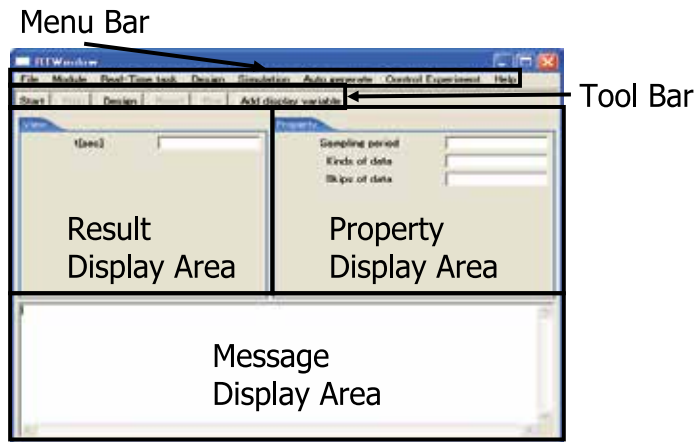 Menu Bar
RTWindow
File Module Real-Time task Design Simulation Auto generate Control Experiment Help
Start Design Add display variable
Tool Bar
View
Property
t[sec]
Sampling period
Kinds of data
Skips of data
Result
Display Area
Property
Display Area
Message
Display Area